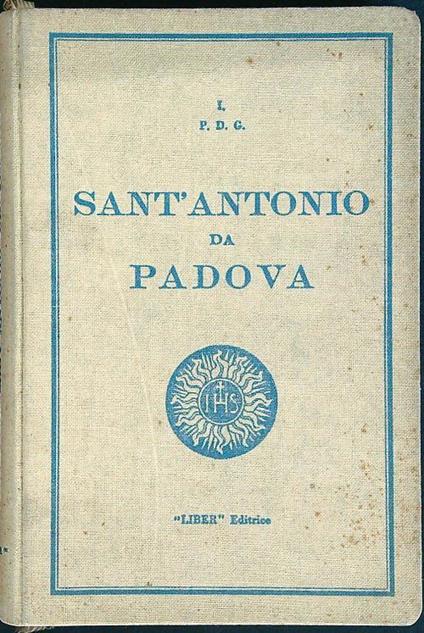 I.
P. D. G.
SANT'ANTONIO
DA
PADOVA
IHS
"LIBER" Editrice